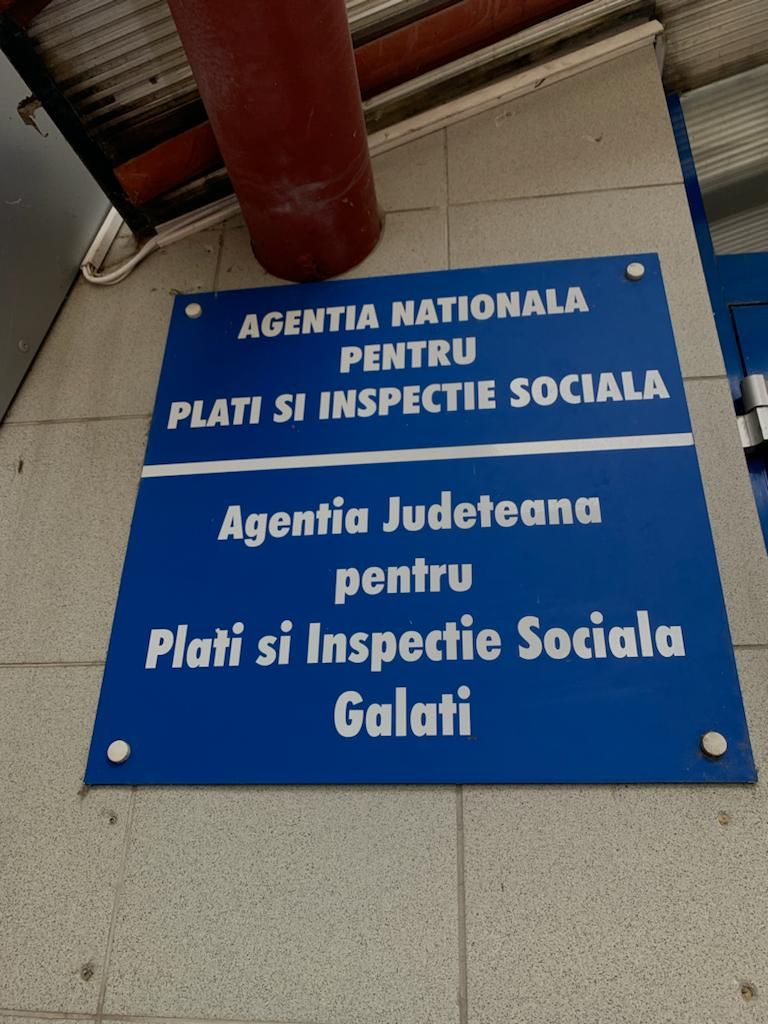 AGENTIA NATIONALA
PENTRU
PLATI SI INSPECTIE SOCIALA
Agentia Judeteana
pentru
Plati si Inspectie Sociala
Galati